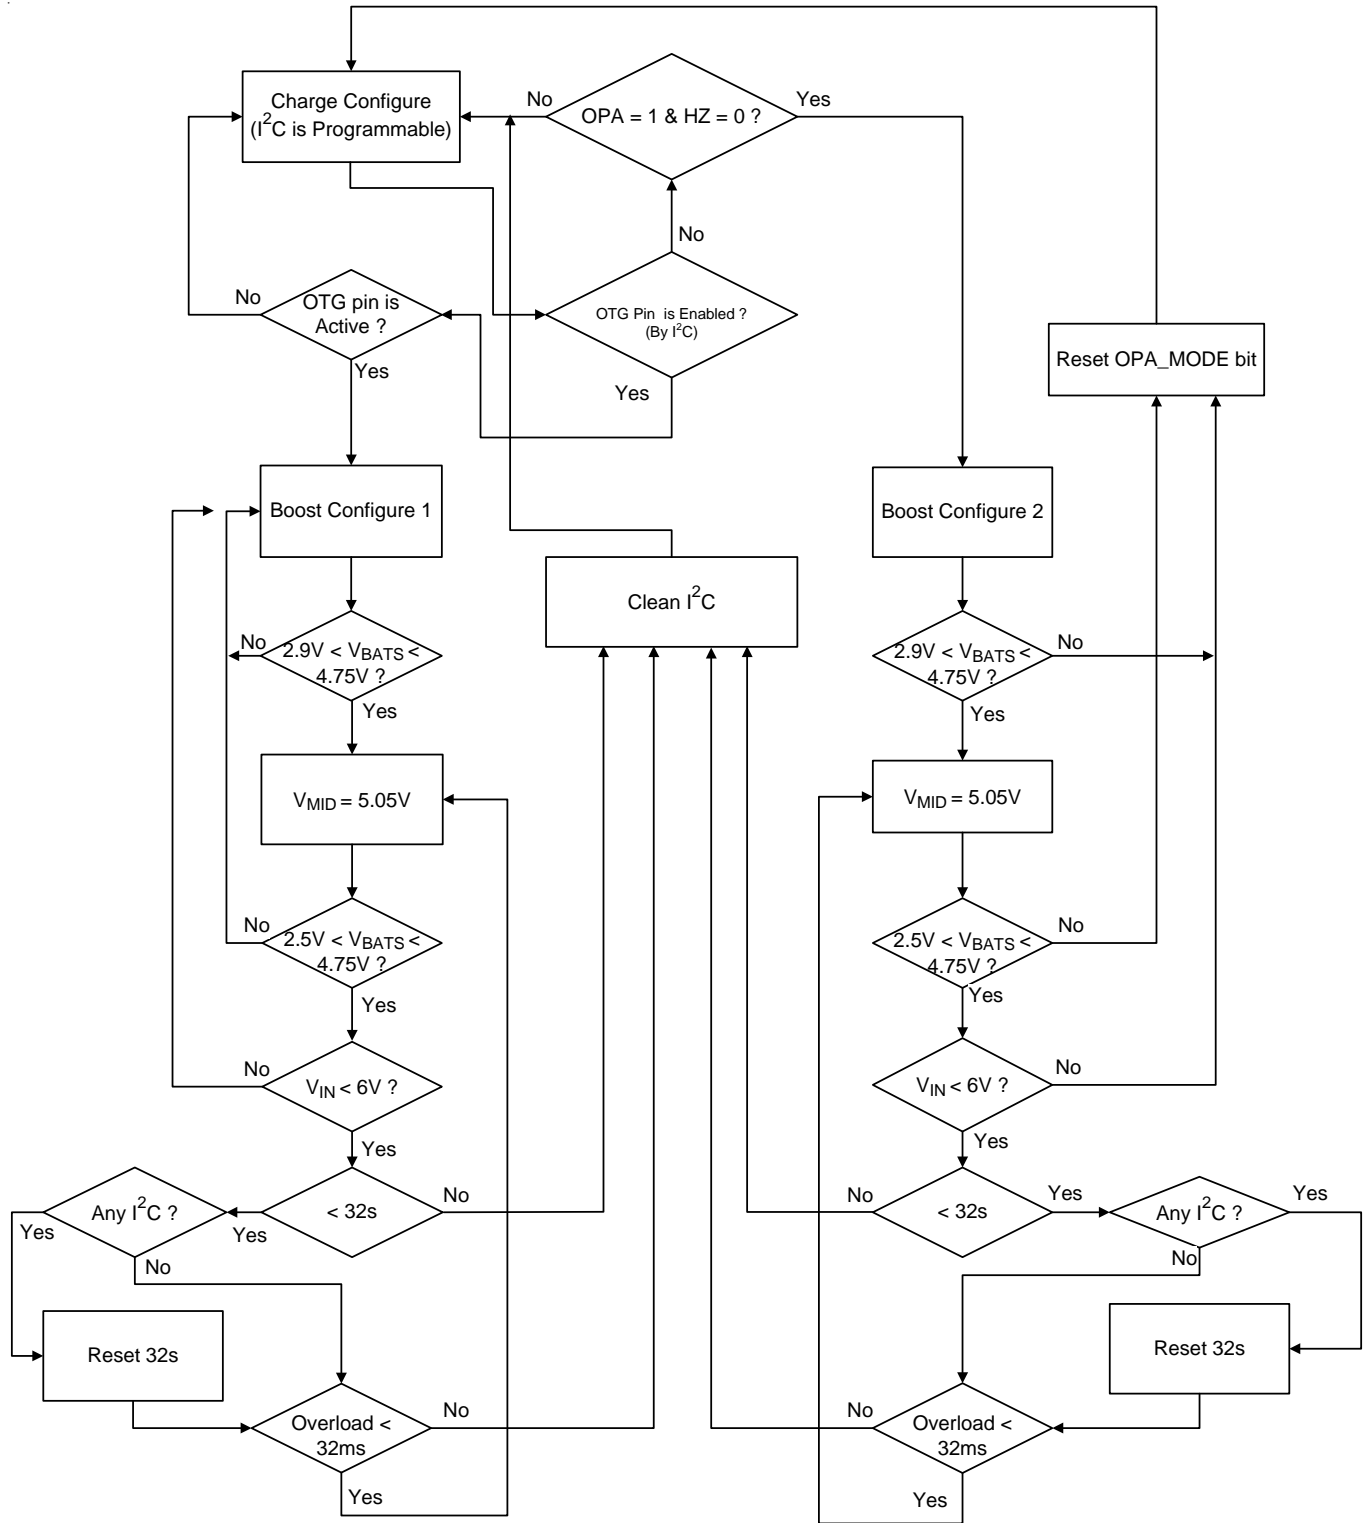 Charge Configure
(I²C is Programmable)
No
OPA = 1 & HZ = 0 ?
Yes
No
No
OTG pin is
Active ?
Yes
OTG Pin is Enabled ?
(By I²C)
Yes
Reset OPA_MODE bit
Boost Configure 1
Boost Configure 2
Clean I²C
No
2.9V < VBATS <
4.75V ?
Yes
2.9V < VBATS <
4.75V ?
No
Yes
VMID = 5.05V
VMID = 5.05V
No
2.5V < VBATS <
4.75V ?
Yes
2.5V < VBATS <
4.75V ?
No
Yes
No
VIN < 6V ?
Yes
VIN < 6V ?
No
Yes
Any I²C ?
Yes
No
Yes
< 32s
No
No
< 32s
Yes
Any I²C ?
Yes
No
Reset 32s
Reset 32s
Overload <
32ms
No
Yes
No
Overload <
32ms
Yes